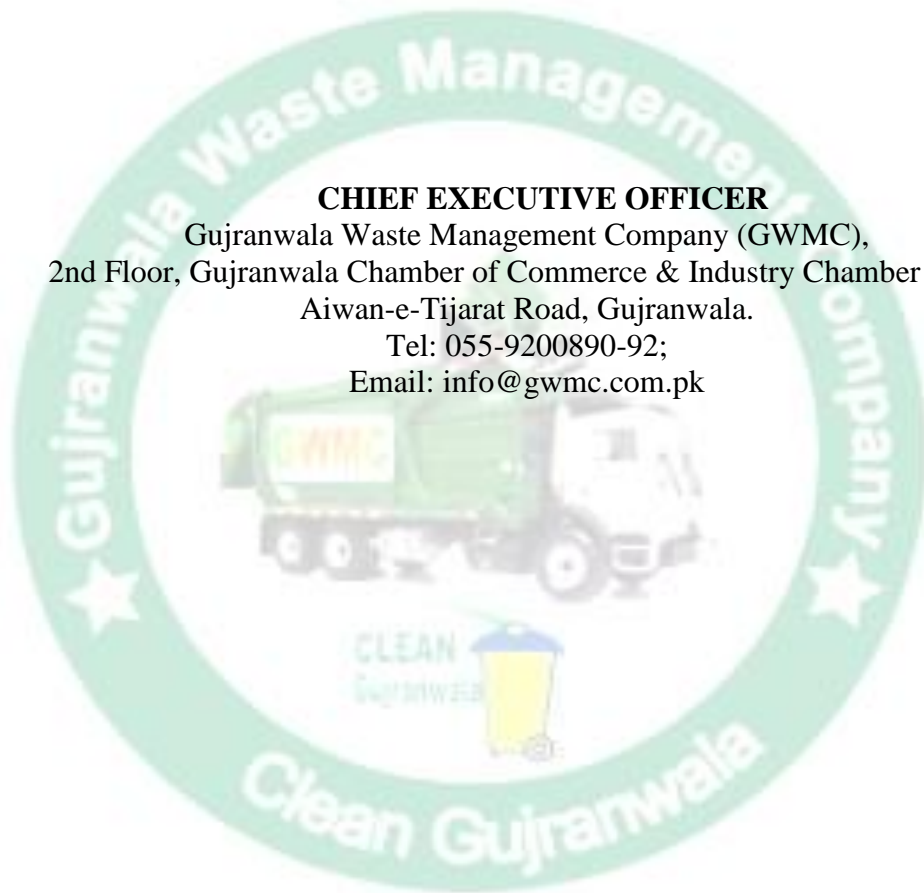 Gujranwala Waste Management Company
CHIEF EXECUTIVE OFFICER
Gujranwala Waste Management Company (GWMC),
2nd Floor, Gujranwala Chamber of Commerce & Industry Chamber
Aiwan-e-Tijarat Road, Gujranwala.
Tel: 055-9200890-92;
Email: info@gwmc.com.pk
GWMC
CLEAN
Gujranwala
Clean Gujranwala